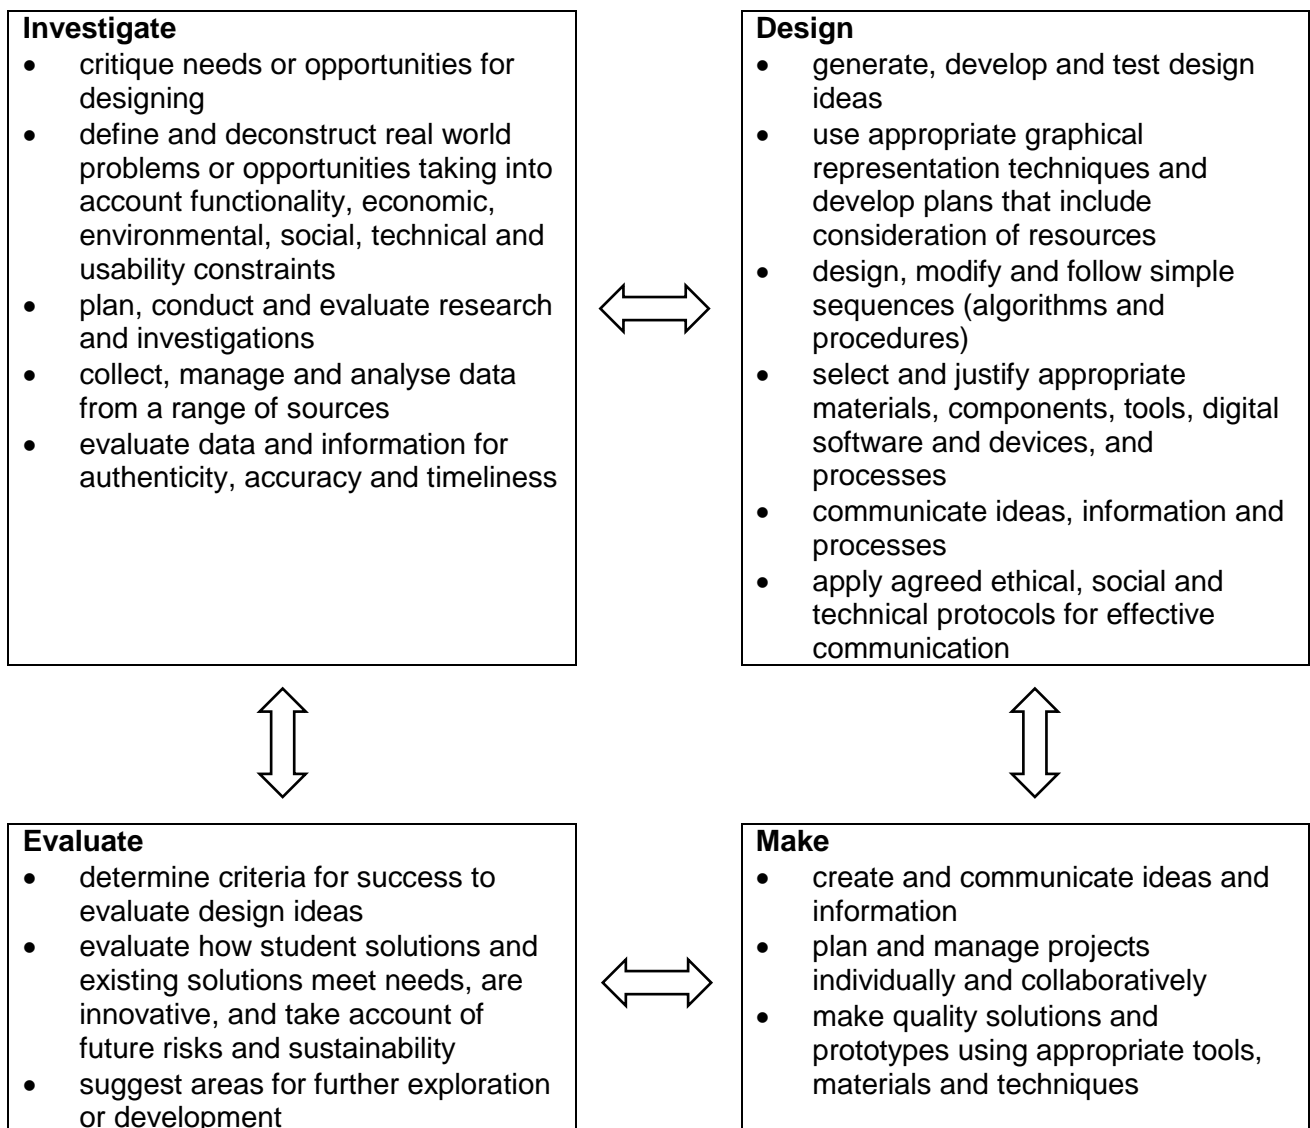 Investigate
• critique needs or opportunities for
designing
• define and deconstruct real world
problems or opportunities taking into
account functionality, economic,
environmental, social, technical and
usability constraints
• plan, conduct and evaluate research
and investigations
• collect, manage and analyse data
from a range of sources
• evaluate data and information for
authenticity, accuracy and timeliness
Design
• generate, develop and test design
ideas
• use appropriate graphical
representation techniques and
develop plans that include
consideration of resources
• design, modify and follow simple
sequences (algorithms and
procedures)
• select and justify appropriate
materials, components, tools, digital
software and devices, and
processes
• communicate ideas, information and
processes
• apply agreed ethical, social and
technical protocols for effective
communication
Evaluate
• determine criteria for success to
evaluate design ideas
• evaluate how student solutions and
existing solutions meet needs, are
innovative, and take account of
future risks and sustainability
• suggest areas for further exploration
or development
Make
• create and communicate ideas and
information
• plan and manage projects
individually and collaboratively
• make quality solutions and
prototypes using appropriate tools,
materials and techniques